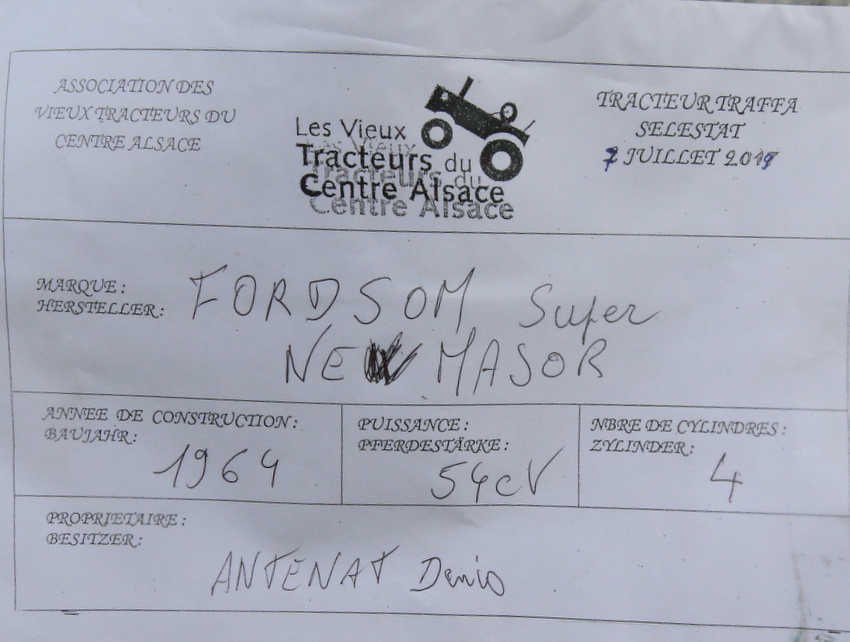 ASSOCIATION DES
VIEUX TRACTEURS DU
CENTRE ALSACE
Les Vieux
Tracteurs du
Centre Alsace
TRACTEUR TRAFFA
SELESTAT
7 JUILLET 2019
MARQUE:
HERSTELLER:
FORDSOM Super
NEW MASOR
ANNEE DE CONSTRUCTION:
BAUJAHR:
1964
PUISSANCE:
PFERDESTÄRKE:
54cV
NBRE DE CYLINDRES:
ZYLINDER:
4
PROPRIETAIRE:
BESITZER:
ANTENAT Denis